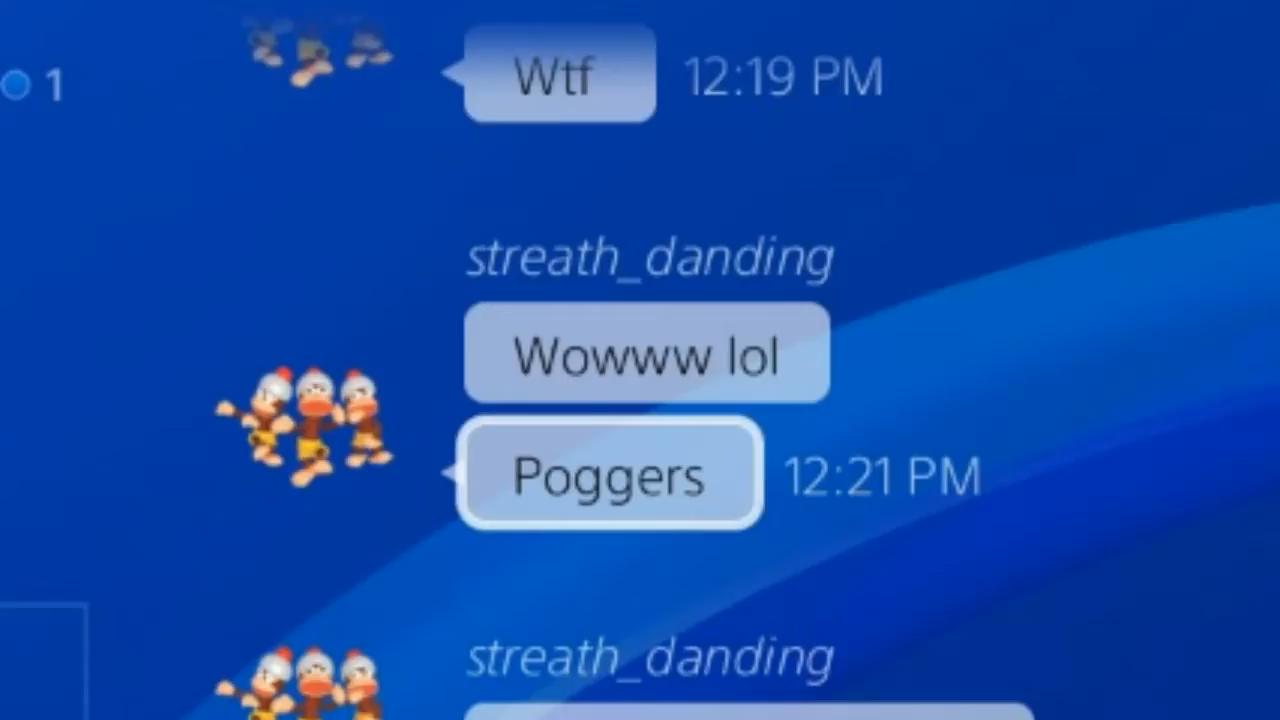 1
Wtf 12:19 PM
streath_danding
Wowww lol
Poggers 12:21 PM
streath_danding